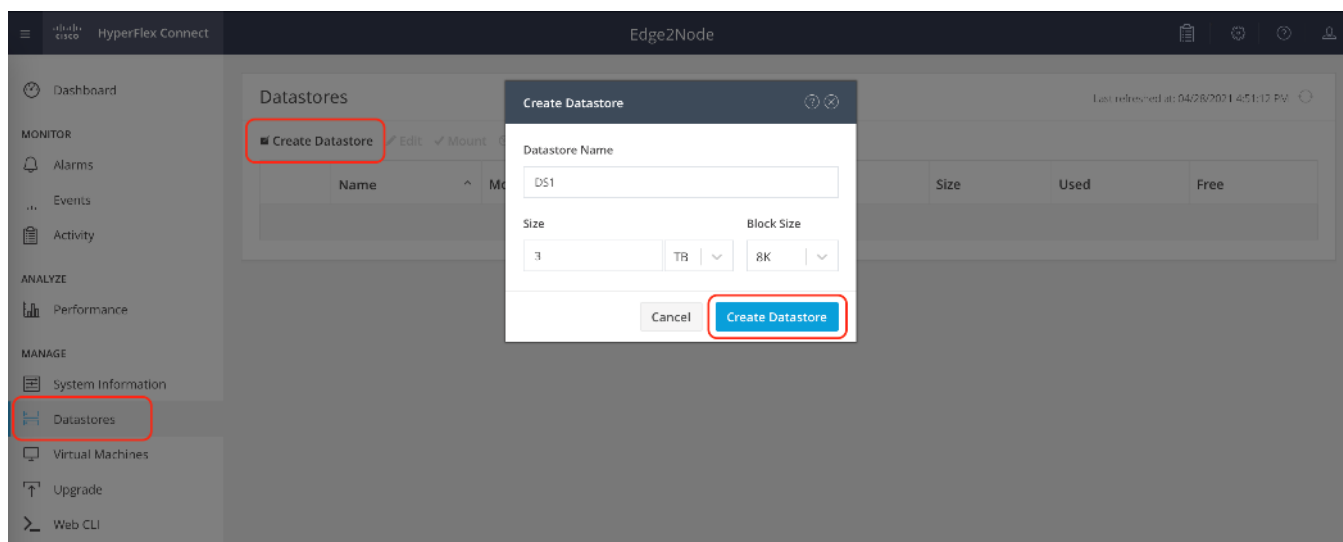 cisco HyperFlex Connect
Edge2Node
Dashboard
MONITOR
Alarms
Events
Activity
ANALYZE
Performance
MANAGE
System Information
Datastores
Virtual Machines
Upgrade
Web CLI
Datastores
Last refreshed at: 04/28/2021 4:51:12 PM
Create Datastore Edit Mount
Name Size Used Free
Create Datastore
Datastore Name
DS1
Size Block Size
3 TB 8K
Cancel Create Datastore